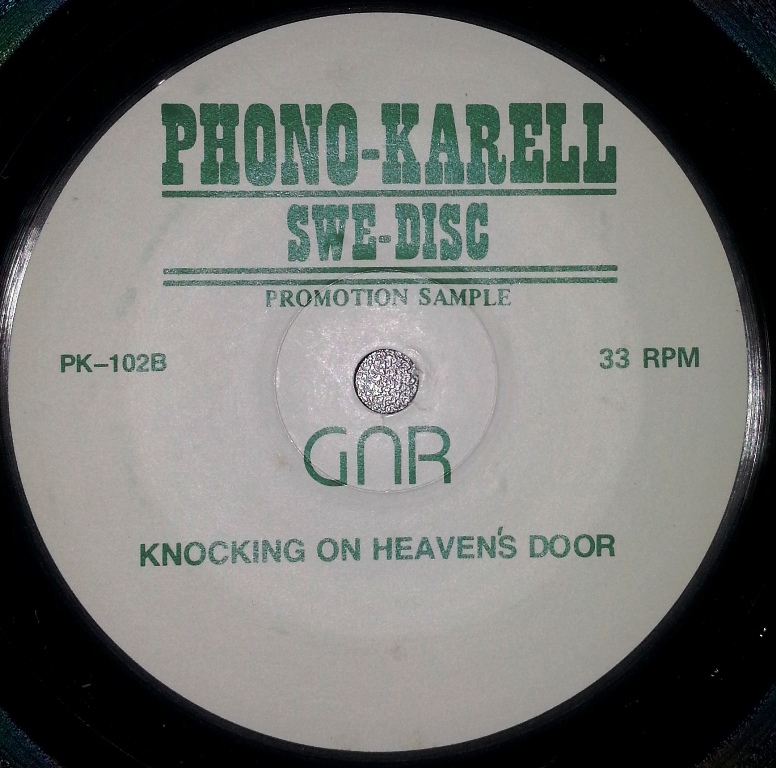 PHONO-KARELL
SWE-DISC
PROMOTION SAMPLE
PK-102B
33 RPM
GNR
KNOCKING ON HEAVEN'S DOOR